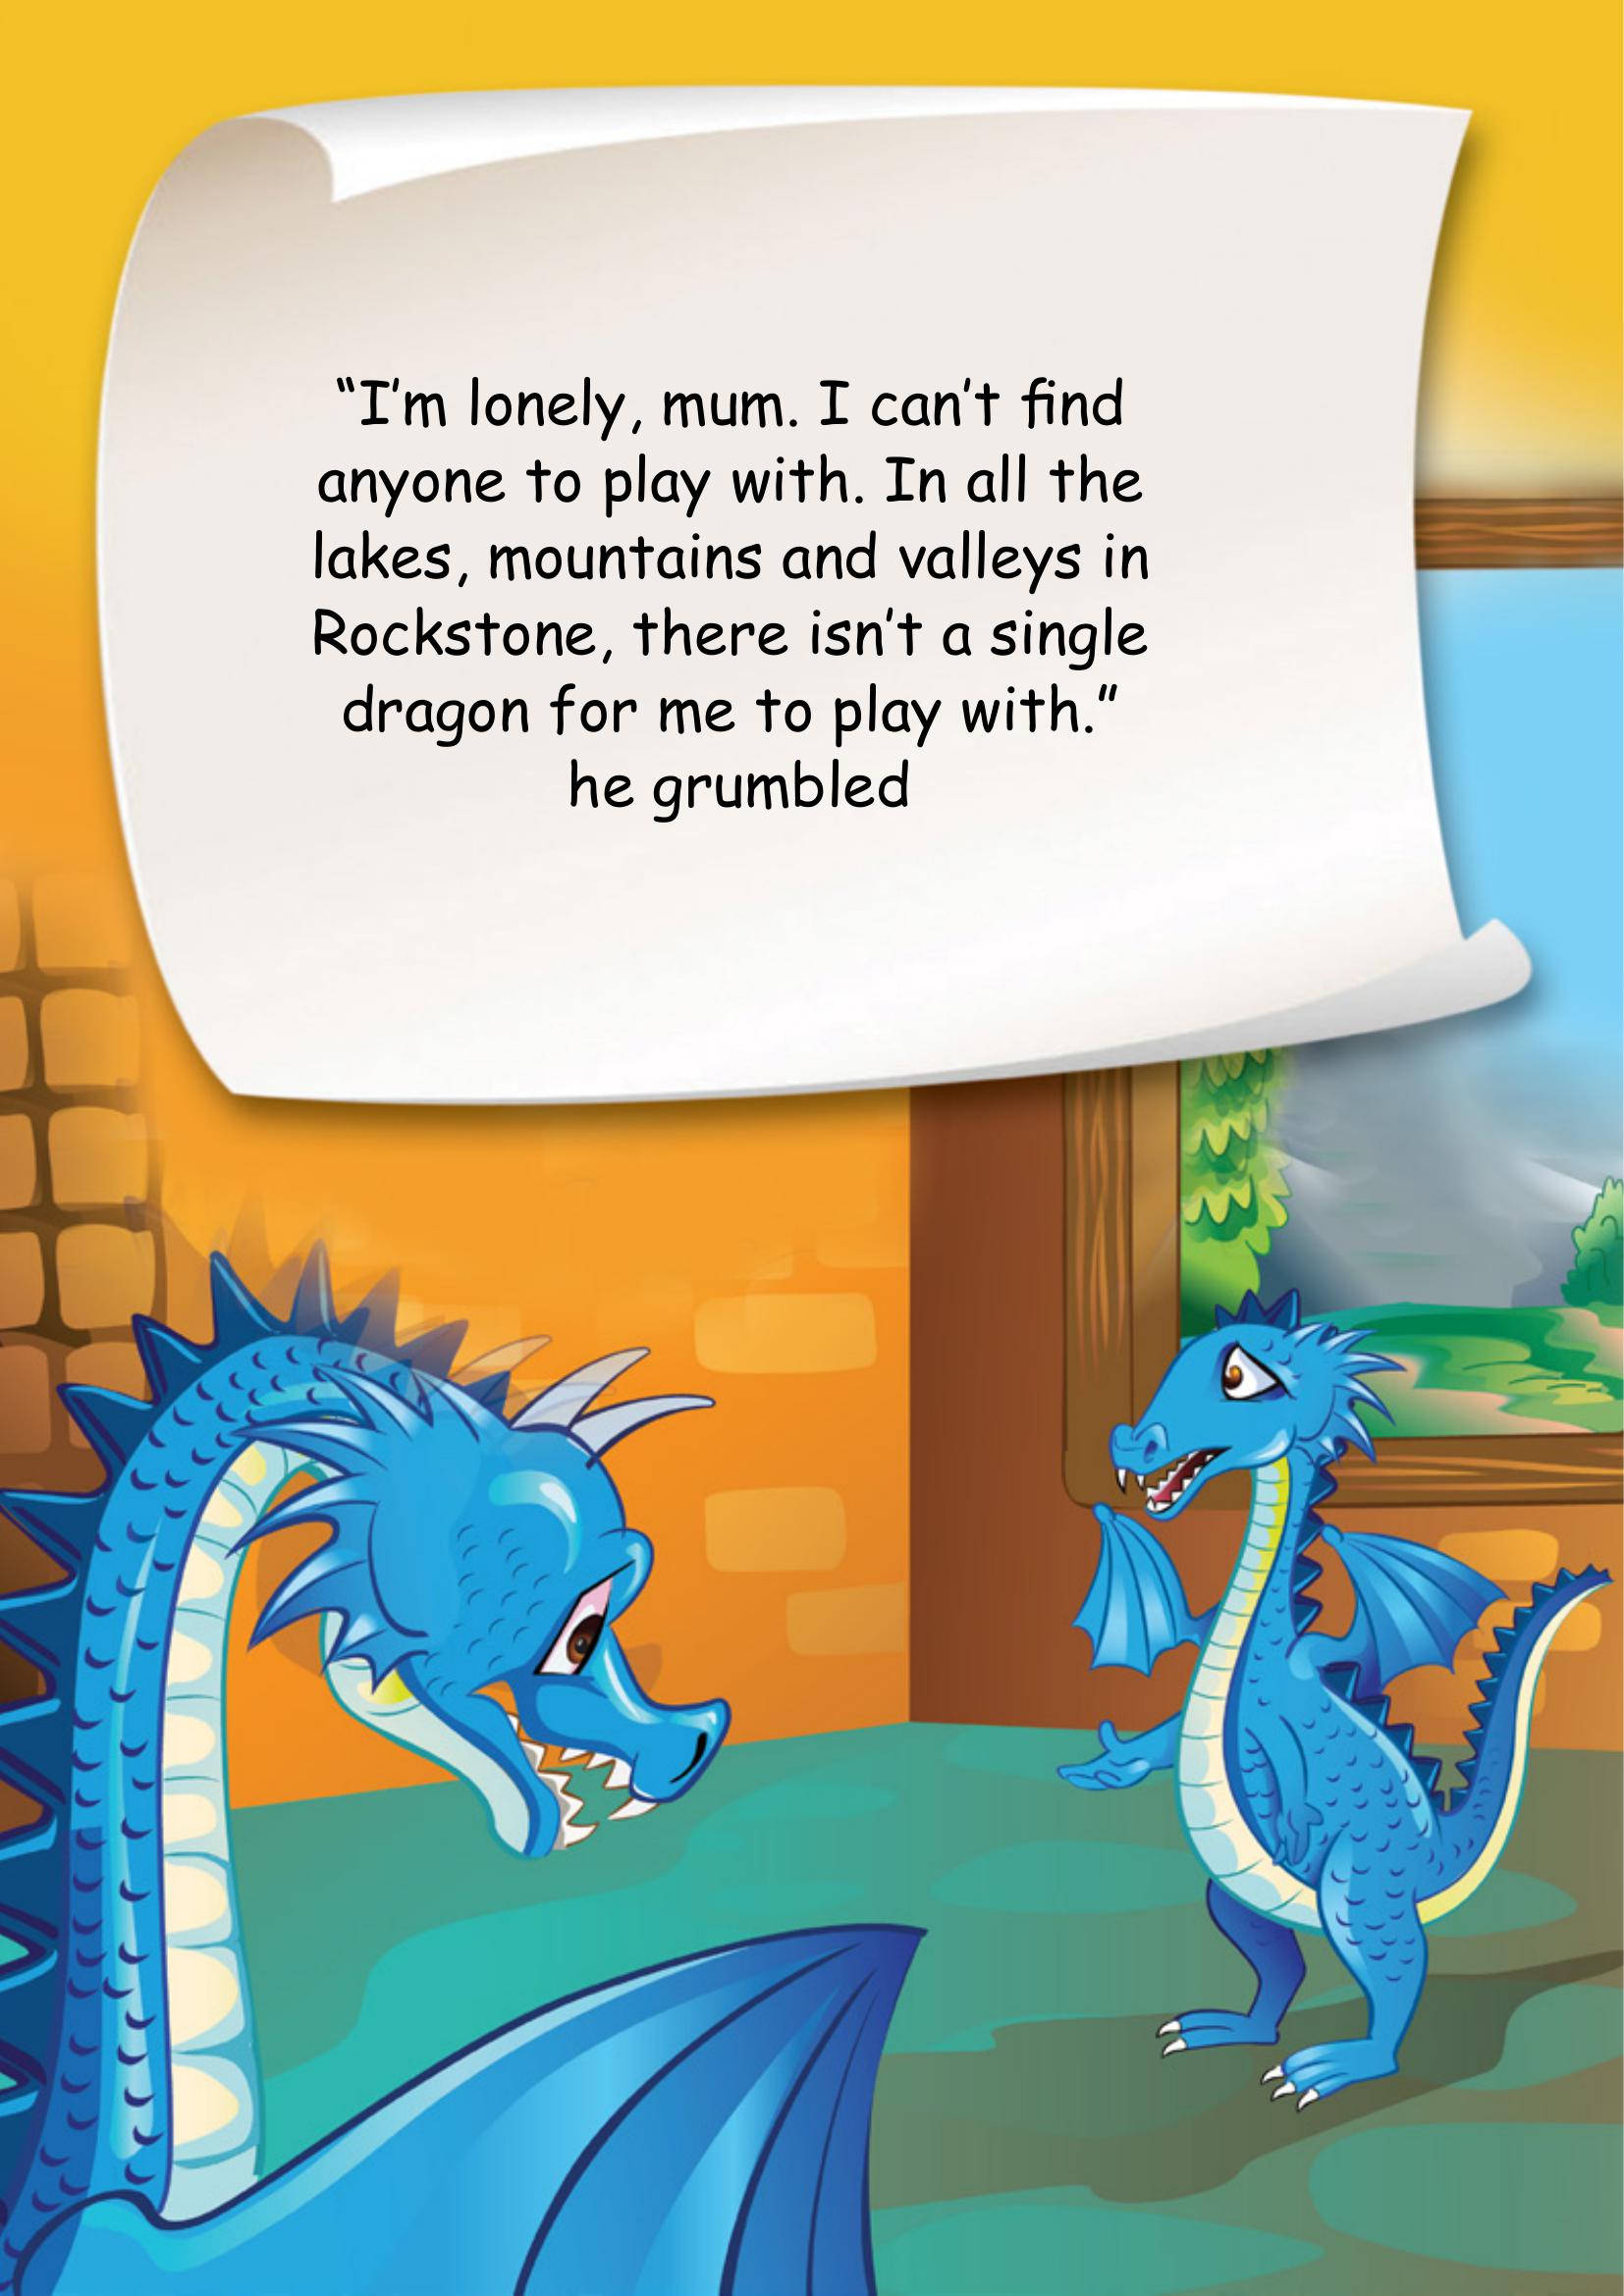 “I’m lonely, mum. I can’t find
anyone to play with. In all the
lakes, mountains and valleys in
Rockstone, there isn’t a single
dragon for me to play with.”
he grumbled